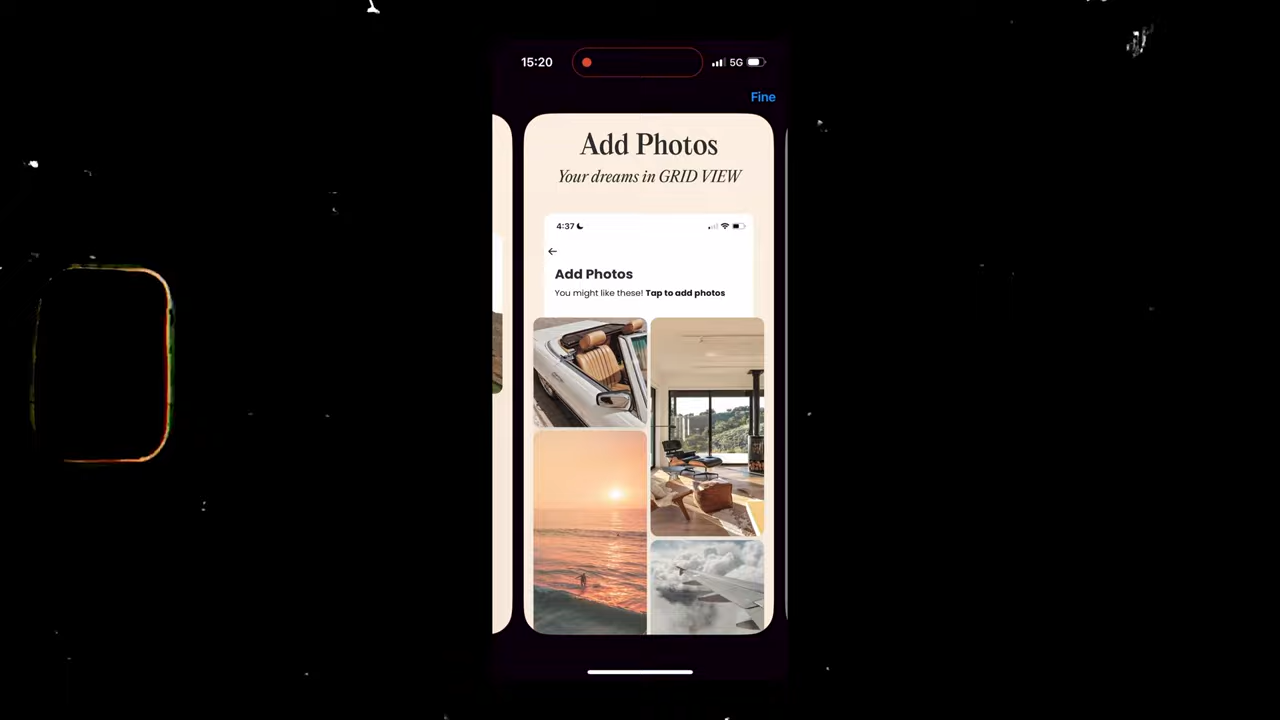 15:20
5G
Fine
Add Photos
Your dreams in GRID VIEW
4:37
Add Photos
You might like these! Tap to add photos